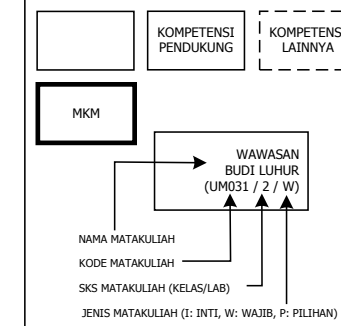 KOMPETENSI
PENDUKUNG
KOMPETENS
LAINNYA
MKM
WAWASAN
BUDI LUHUR
(UM031 / 2 / W)
NAMA MATAKULIAH
KODE MATAKULIAH
SKS MATAKULIAH (KELAS/LAB)
JENIS MATAKULIAH (I: INTI, W: WAJIB, P: PILIHAN)